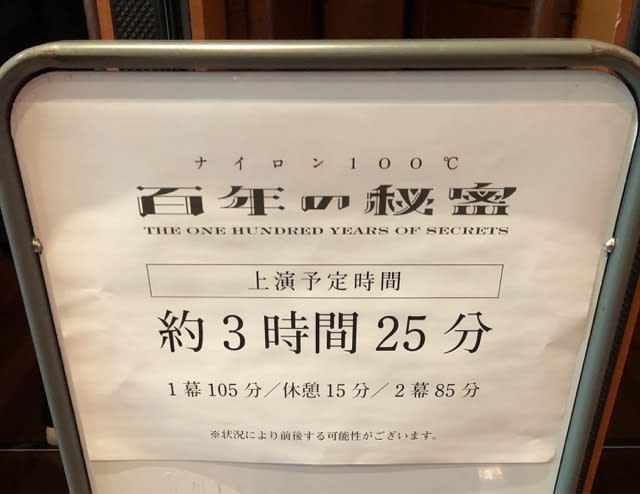 ナイロン100℃
百年の秘密
THE ONE HUNDRED YEARS OF SECRETS
上演予定時間
約3時間25分
1幕105分／休憩15分／2幕85分
※状況により前後する可能性がございます。